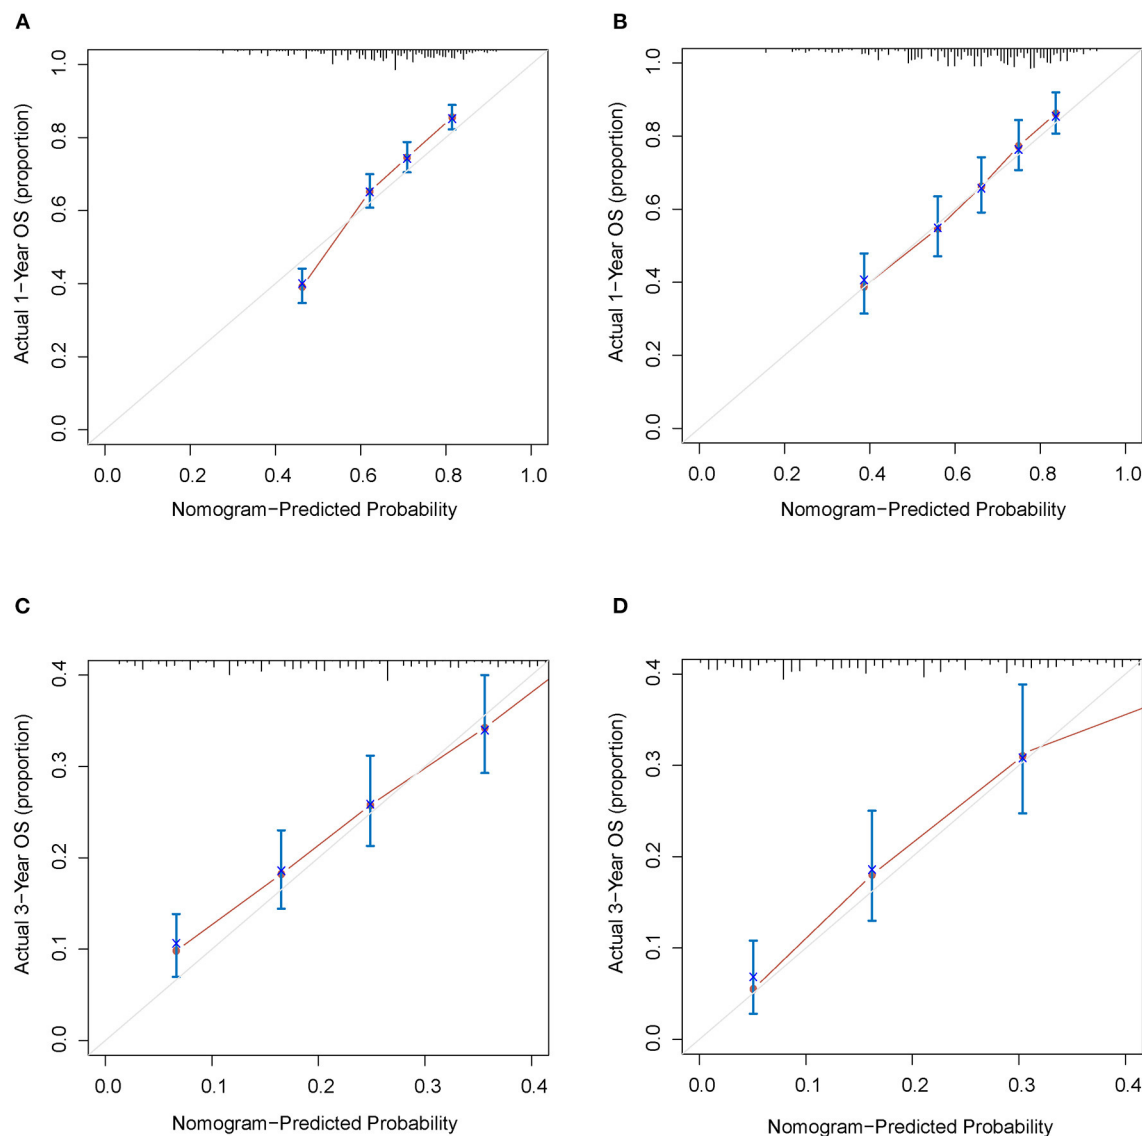 A
Actual 1−Year OS (proportion)
1.0
0.8
0.6
0.4
0.2
0.0
0.0 0.2 0.4 0.6 0.8 1.0
Nomogram−Predicted Probability
B
Actual 1−Year OS (proportion)
1.0
0.8
0.6
0.4
0.2
0.0
0.0 0.2 0.4 0.6 0.8 1.0
Nomogram−Predicted Probability
C
Actual 3−Year OS (proportion)
0.4
0.3
0.2
0.1
0.0
0.0 0.1 0.2 0.3 0.4
Nomogram−Predicted Probability
D
Actual 3−Year OS (proportion)
0.4
0.3
0.2
0.1
0.0
0.0 0.1 0.2 0.3 0.4
Nomogram−Predicted Probability